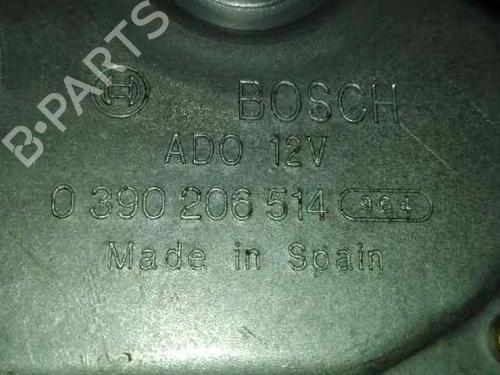 B-PARTS
BOSCH
ADO 12V
0 390 206 514 964
Made in Spain